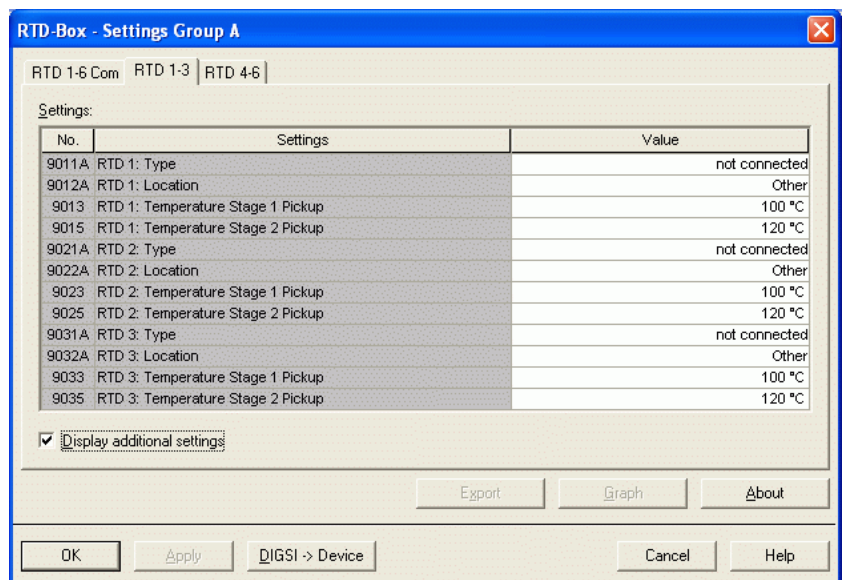 RTD-Box - Settings Group A
RTD 1-6 Com RTD 1-3 RTD 4-6
Settings:
No. Settings Value
9011A RTD 1: Type not connected
9012A RTD 1: Location Other
9013 RTD 1: Temperature Stage 1 Pickup 100 °C
9015 RTD 1: Temperature Stage 2 Pickup 120 °C
9021A RTD 2: Type not connected
9022A RTD 2: Location Other
9023 RTD 2: Temperature Stage 1 Pickup 100 °C
9025 RTD 2: Temperature Stage 2 Pickup 120 °C
9031A RTD 3: Type not connected
9032A RTD 3: Location Other
9033 RTD 3: Temperature Stage 1 Pickup 100 °C
9035 RTD 3: Temperature Stage 2 Pickup 120 °C
Display additional settings
Export Graph About
OK Apply DIGSI -> Device Cancel Help